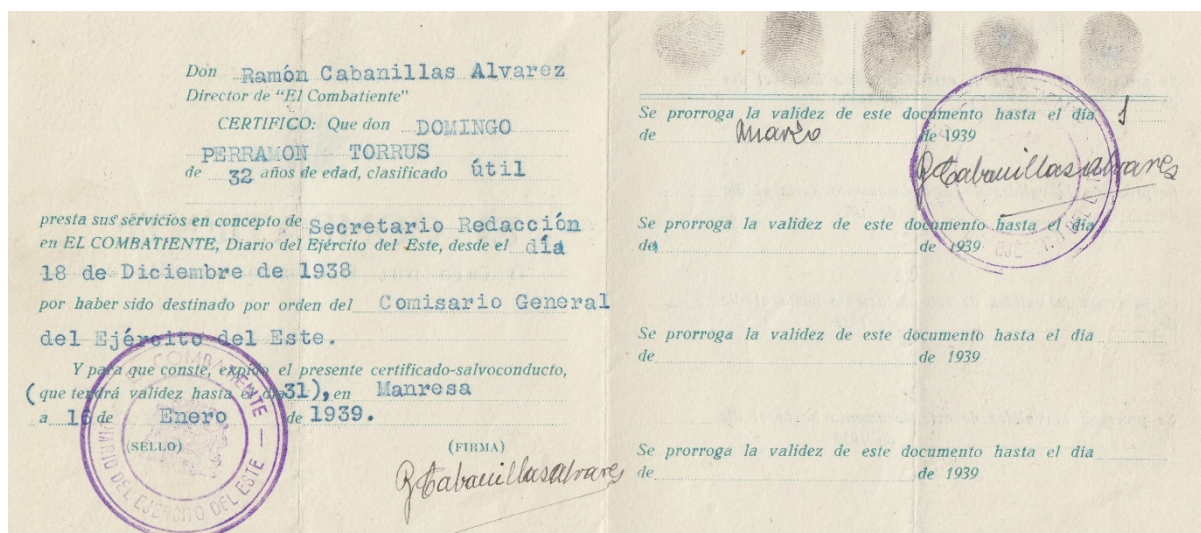 Don Ramón Cabanillas Alvarez
Director de "El Combatiente"
CERTIFICO: Que don DOMINGO
PERRAMON TORRUS
de 32 años de edad, clasificado útil
presta sus servicios en concepto de Secretario Redacción
en EL COMBATIENTE, Diario del Ejército del Este, desde el día
18 de Diciembre de 1938
por haber sido destinado por orden del Comisario General
del Ejército del Este.
Y para que conste, expido el presente certificado-salvoconducto,
(que tendrá validez hasta el día 31), en Manresa
a 16 de Enero de 1939.
(SELLO) (FIRMA)
COMBATIENTE — DIARIO DEL EJÉRCITO DEL ESTE
R Cabanillas Alvares
Se prorroga la validez de este documento hasta el día 1
de marzo de 1939
R Cabanillas Alvares
Se prorroga la validez de este documento hasta el día
de de 1939
Se prorroga la validez de este documento hasta el día
de de 1939
Se prorroga la validez de este documento hasta el día
de de 1939